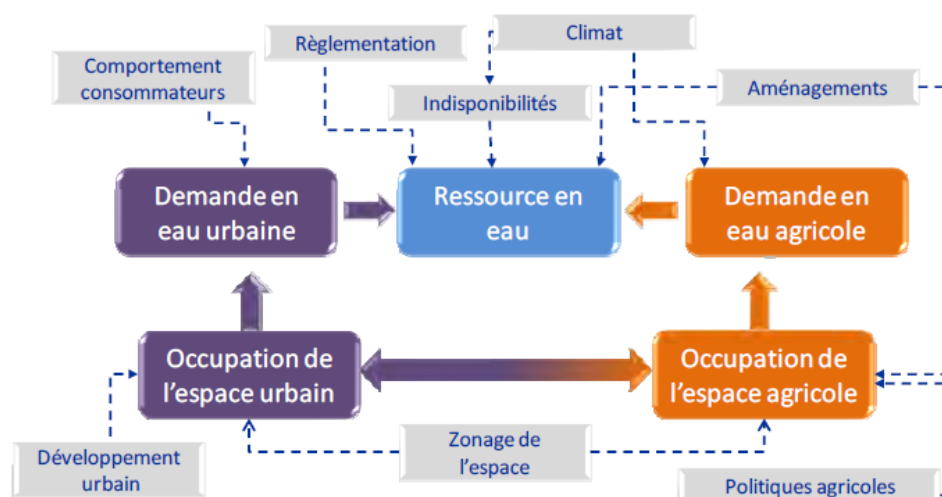 Règlementation
Climat
Comportement
consommateurs
Indisponibilités
Aménagements
Demande en
eau urbaine
Ressource en
eau
Demande en
eau agricole
Occupation de
l'espace urbain
Occupation de
l'espace agricole
Développement
urbain
Zonage de
l'espace
Politiques agricoles